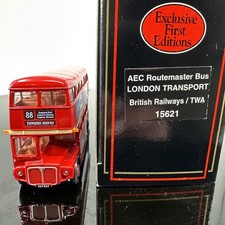 Exclusive
First
Editions
AEC Routemaster Bus
LONDON TRANSPORT
British Railways / TWA
15621
88